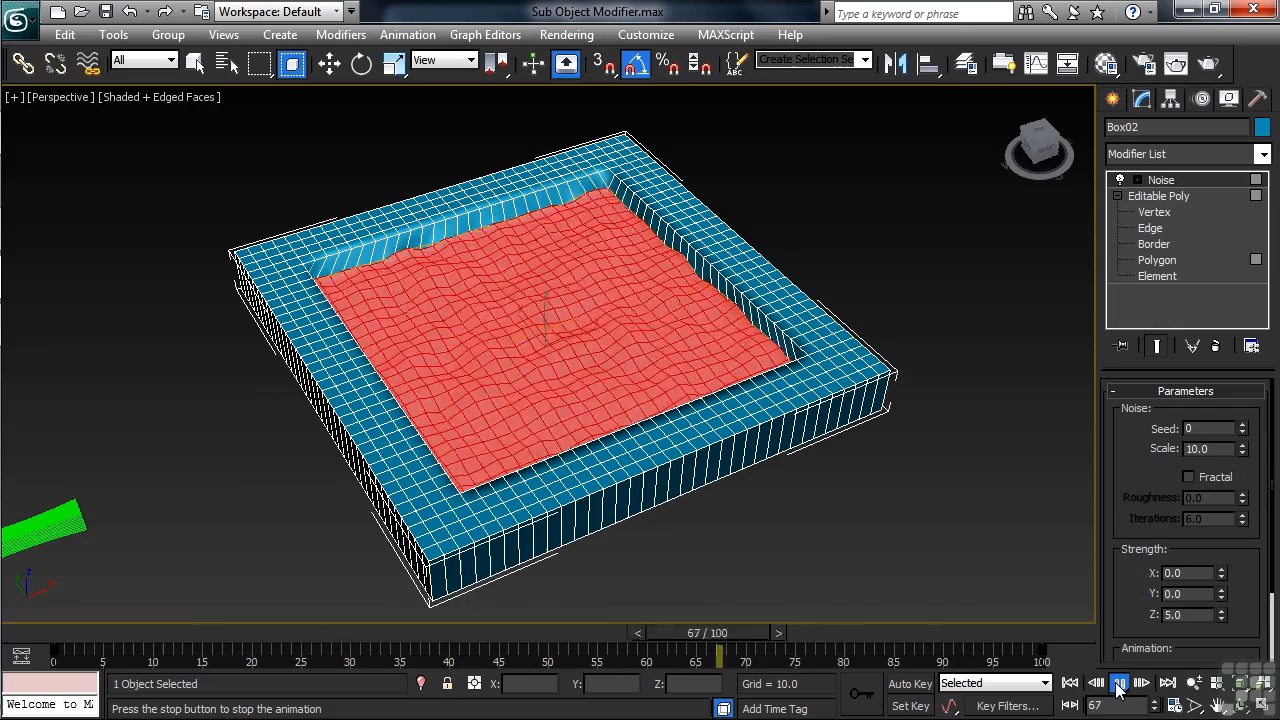 Workspace: Default
Sub Object Modifier.max
Type a keyword or phrase
Edit Tools Group Views Create Modifiers Animation Graph Editors Rendering Customize MAXScript Help
All
View
3
Create Selection Se
[+] [Perspective ] [Shaded + Edged Faces ]
Box02
Modifier List
Noise
Editable Poly
Vertex
Edge
Border
Polygon
Element
Parameters
Noise:
Seed: 0
Scale: 10.0
Fractal
Roughness: 0.0
Iterations: 6.0
Strength:
X: 0.0
Y: 0.0
Z: 5.0
Animation:
z
< 67 / 100 >
0 5 10 15 20 25 30 35 40 45 50 55 60 65 70 75 80 85 90 95 100
1 Object Selected
X: Y: Z:
Grid = 10.0
Auto Key
Selected
Welcome to M
Press the stop button to stop the animation
Add Time Tag
Set Key
Key Filters...
67